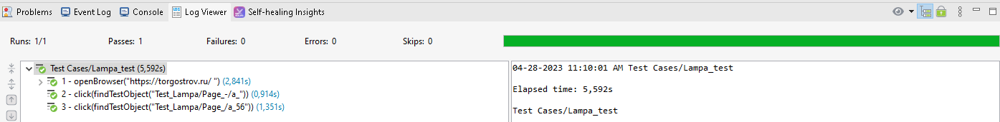 Problems Event Log Console Log Viewer Self-healing Insights
Runs: 1/1 Passes: 1 Failures: 0 Errors: 0 Skips: 0
Test Cases/Lampa_test (5,592s)
1 - openBrowser("https://torgostrov.ru/ ") (2,841s)
2 - click(findTestObject("Test_Lampa/Page_-/a_")) (0,914s)
3 - click(findTestObject("Test_Lampa/Page_/a_56")) (1,351s)
04-28-2023 11:10:01 AM Test Cases/Lampa_test
Elapsed time: 5,592s
Test Cases/Lampa_test